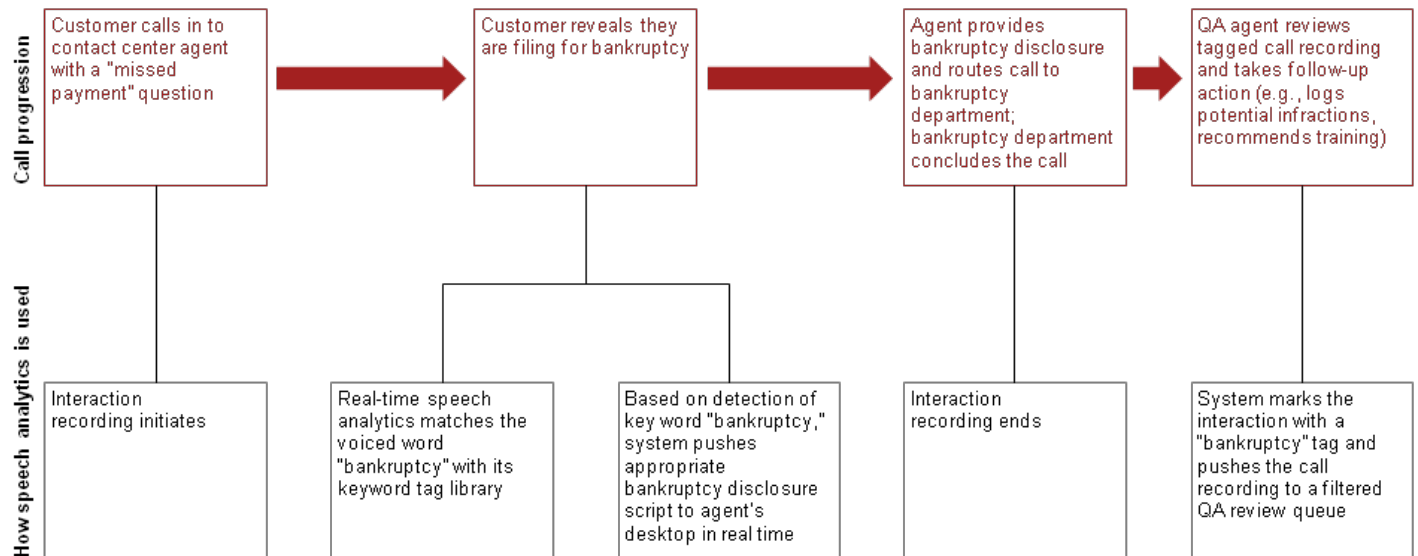 Call progression
Customer calls in to
contact center agent
with a "missed
payment" question
Customer reveals they
are filing for bankruptcy
Agent provides
bankruptcy disclosure
and routes call to
bankruptcy
department;
bankruptcy department
concludes the call
QA agent reviews
tagged call recording
and takes follow-up
action (e.g., logs
potential infractions,
recommends training)
How speech analytics is used
Interaction
recording initiates
Real-time speech
analytics matches the
voiced word
"bankruptcy" with its
keyword tag library
Based on detection of
key word "bankruptcy,"
system pushes
appropriate
bankruptcy disclosure
script to agent's
desktop in real time
Interaction
recording ends
System marks the
interaction with a
"bankruptcy" tag and
pushes the call
recording to a filtered
QA review queue